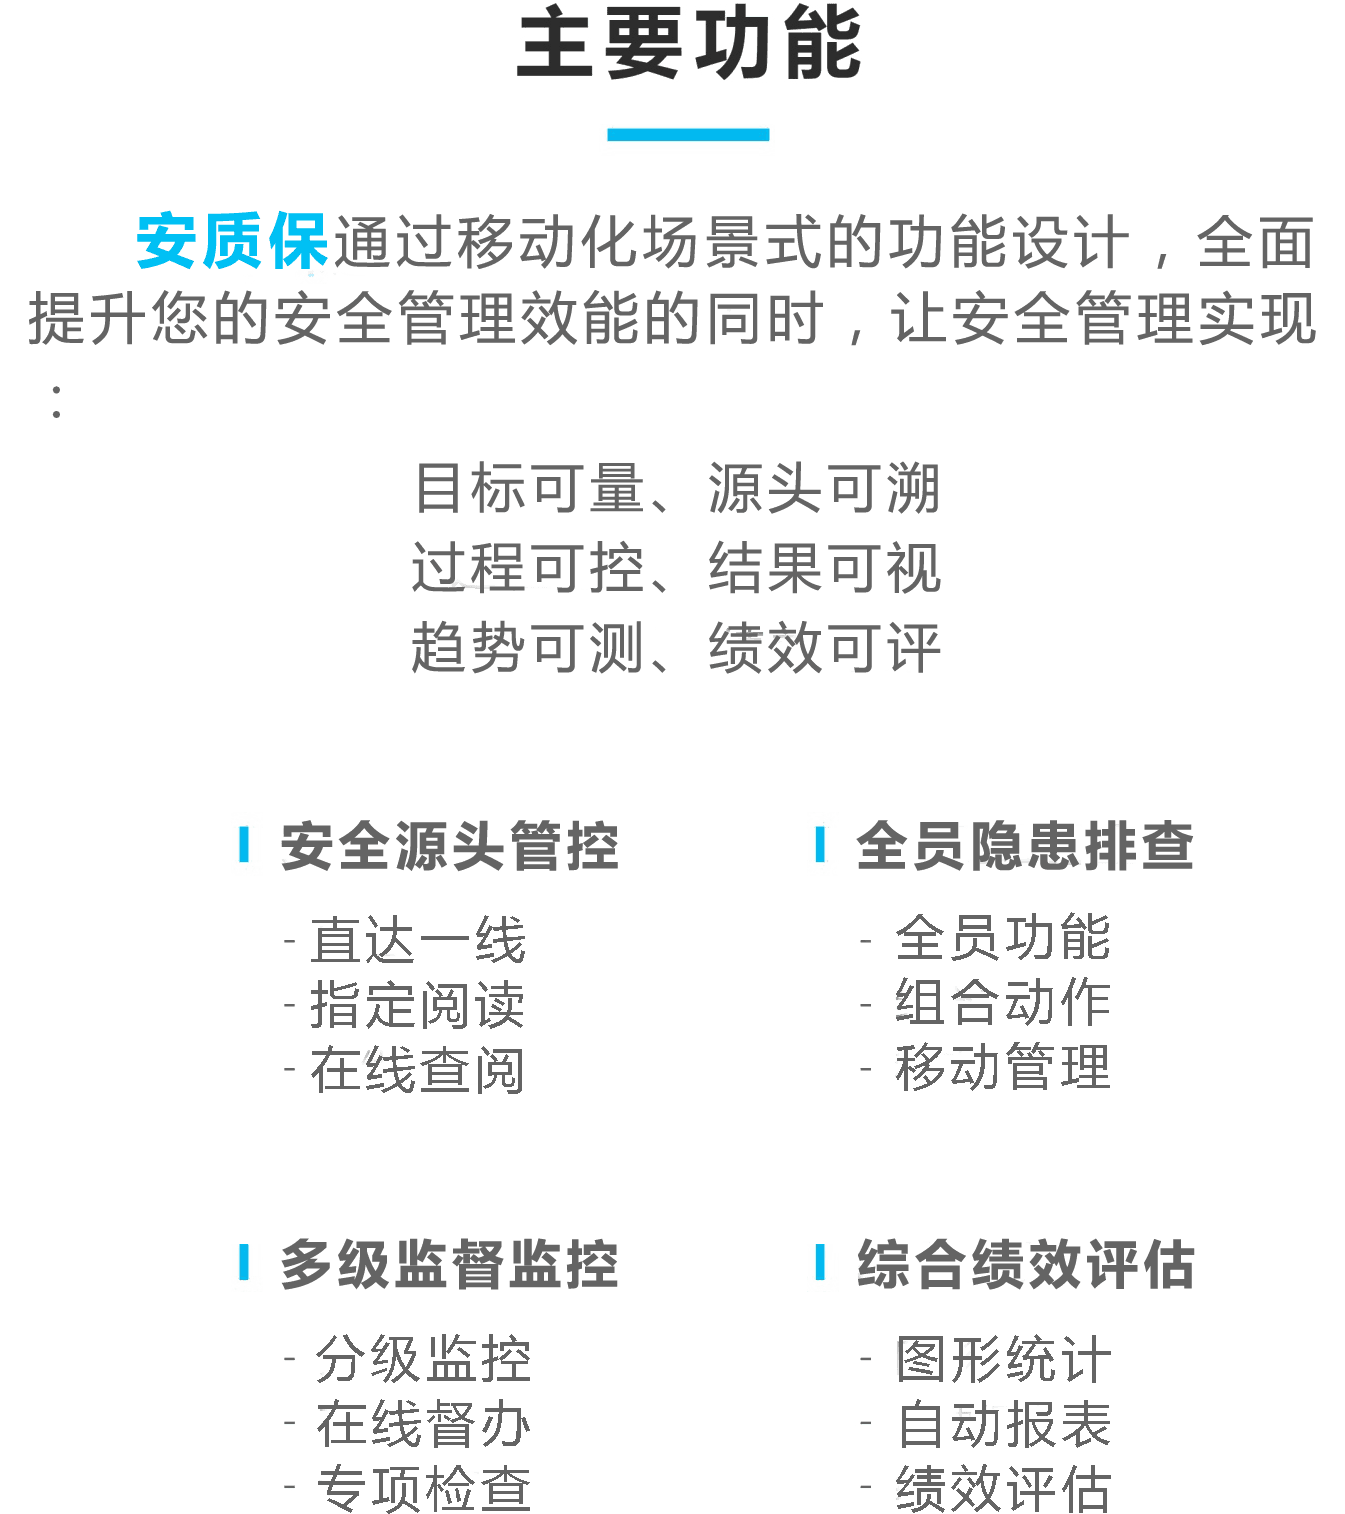 主要功能
安质保通过移动化场景式的功能设计，全面
提升您的安全管理效能的同时，让安全管理实现
：
目标可量、源头可溯
过程可控、结果可视
趋势可测、绩效可评
安全源头管控
- 直达一线
- 指定阅读
- 在线查阅
全员隐患排查
- 全员功能
- 组合动作
- 移动管理
多级监督监控
- 分级监控
- 在线督办
- 专项检查
综合绩效评估
- 图形统计
- 自动报表
- 绩效评估